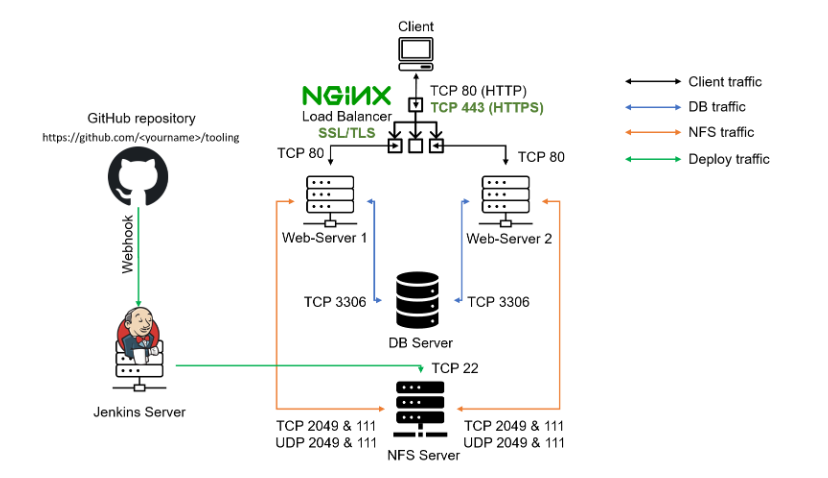 Client
NGINX
TCP 80 (HTTP)
TCP 443 (HTTPS)
Load Balancer
SSL/TLS
Client traffic
DB traffic
NFS traffic
Deploy traffic
GitHub repository
https://github.com/<yourname>/tooling
TCP 80
TCP 80
Webhook
Web-Server 1
Web-Server 2
TCP 3306
TCP 3306
DB Server
TCP 22
Jenkins Server
TCP 2049 & 111
UDP 2049 & 111
TCP 2049 & 111
UDP 2049 & 111
NFS Server